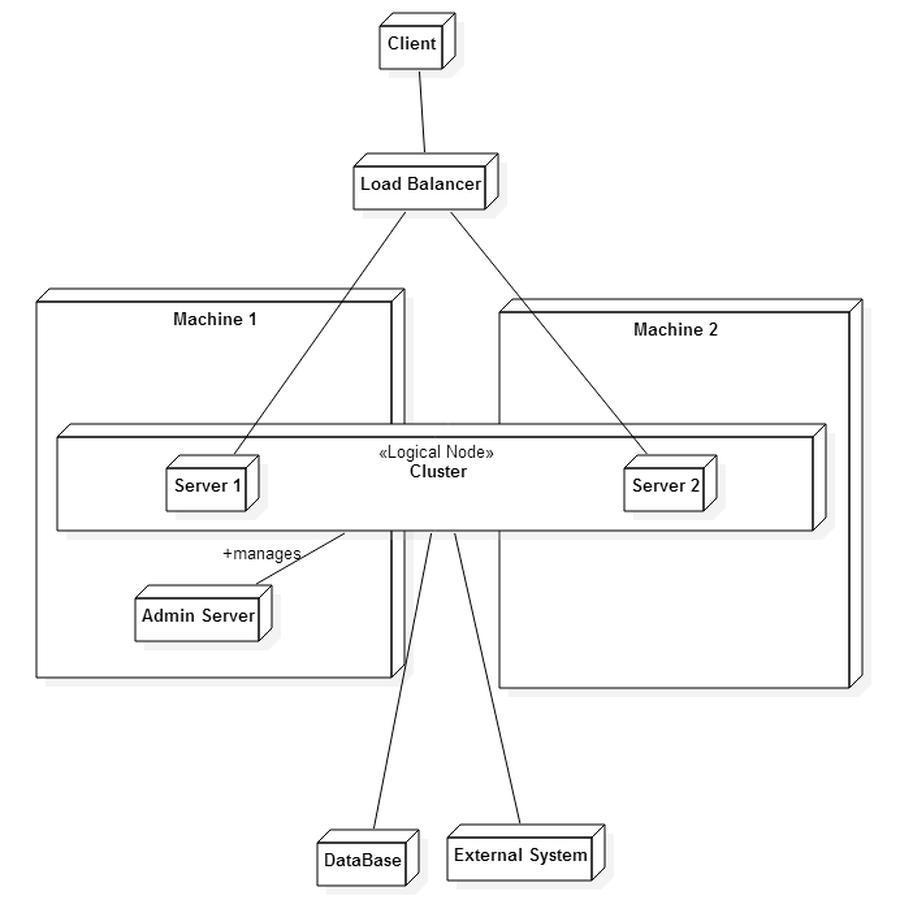 Client
Load Balancer
Machine 1
Machine 2
«Logical Node»
Cluster
Server 1
Server 2
+manages
Admin Server
DataBase
External System